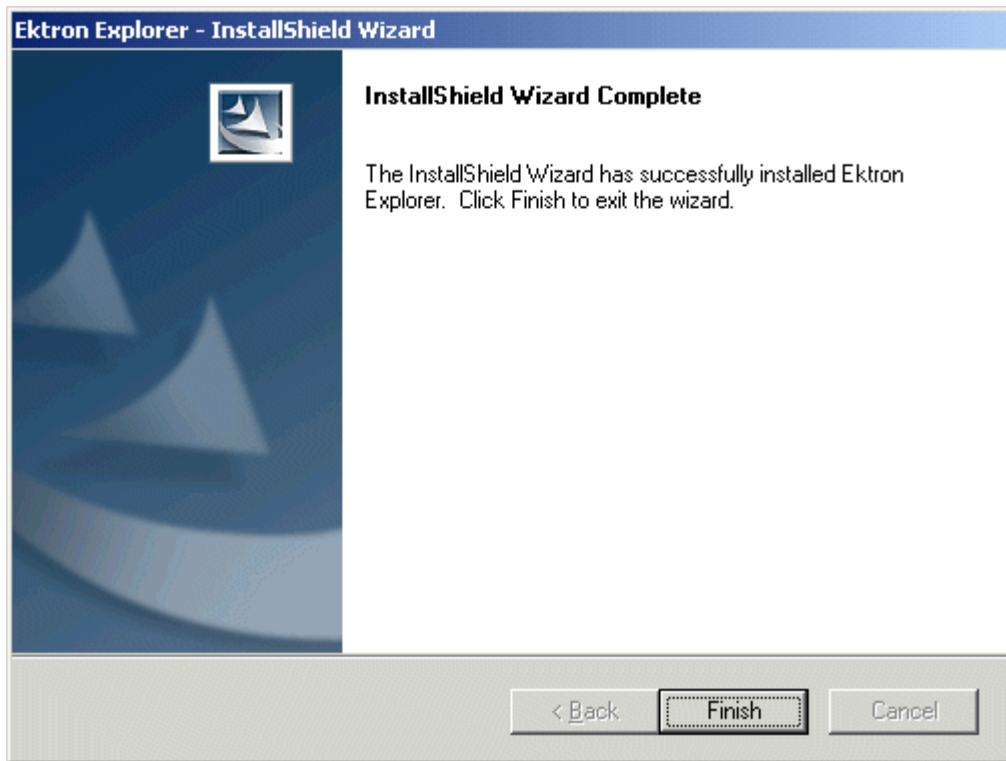 Ektron Explorer - InstallShield Wizard
InstallShield Wizard Complete
The InstallShield Wizard has successfully installed Ektron
Explorer. Click Finish to exit the wizard.
< Back
Finish
Cancel